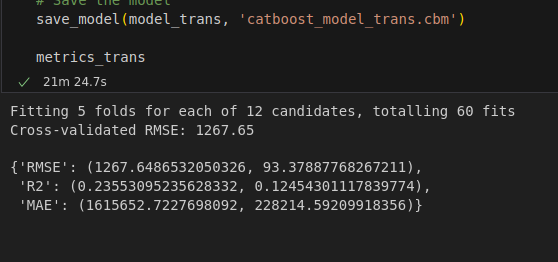 # Save the model
save_model(model_trans, 'catboost_model_trans.cbm')
metrics_trans
✓ 21m 24.7s
Fitting 5 folds for each of 12 candidates, totalling 60 fits
Cross-validated RMSE: 1267.65
{'RMSE': (1267.6486532050326, 93.37887768267211),
'R2': (0.23553095235628332, 0.12454301117839774),
'MAE': (1615652.7227698092, 228214.59209918356)}